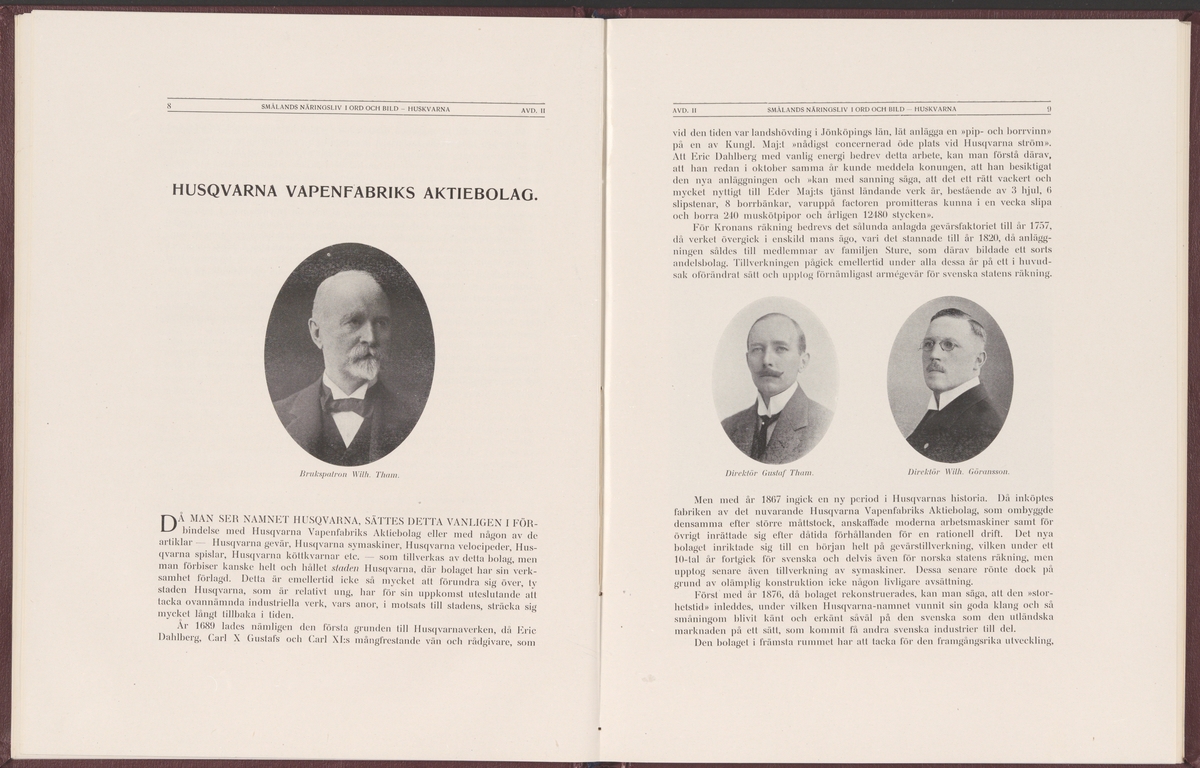 8 SMÅLANDS NÄRINGSLIV I ORD OCH BILD – HUSKVARNA AVD. II
HUSQVARNA VAPENFABRIKS AKTIEBOLAG.
Brukspatron Wilh. Tham.
DÅ MAN SER NAMNET HUSQVARNA, SÄTTES DETTA VANLIGEN I FÖR-
bindelse med Husqvarna Vapenfabriks Aktiebolag eller med någon av de
artiklar — Husqvarna gevär, Husqvarna symaskiner, Husqvarna velocipeder, Hus-
qvarna spislar, Husqvarna köttkvarnar etc. — som tillverkas av detta bolag, men
man förbiser kanske helt och hållet staden Husqvarna, där bolaget har sin verk-
samhet förlagd. Detta är emellertid icke så mycket att förundra sig över, ty
staden Husqvarna, som är relativt ung, har för sin uppkomst uteslutande att
tacka ovannämnda industriella verk, vars anor, i motsats till stadens, sträcka sig
mycket långt tillbaka i tiden.
År 1689 lades nämligen den första grunden till Husqvarnaverken, då Eric
Dahlberg, Carl X Gustafs och Carl XI:s mångfrestande vän och rådgivare, som
AVD. II SMÅLANDS NÄRINGSLIV I ORD OCH BILD – HUSKVARNA 9
vid den tiden var landshövding i Jönköpings län, lät anlägga en »pip- och borrvinn»
på en av Kungl. Maj:t »nådigst concernerad öde plats vid Husqvarna ström».
Att Eric Dahlberg med vanlig energi bedrev detta arbete, kan man förstå därav,
att han redan i oktober samma år kunde meddela konungen, att han besiktigat
den nya anläggningen och »kan med sanning säga, att det ett rätt vackert och
mycket nyttigt till Eder Maj:ts tjänst ländande verk är, bestående av 3 hjul, 6
slipstenar, 8 borrbänkar, varuppå factoren promitteras kunna i en vecka slipa
och borra 240 muskötpipor och årligen 12480 stycken».
För Kronans räkning bedrevs det sålunda anlagda gevärsfaktoriet till år 1757,
då verket övergick i enskild mans ägo, vari det stannade till år 1820, då anlägg-
ningen såldes till medlemmar av familjen Sture, som därav bildade ett sorts
andelsbolag. Tillverkningen pågick emellertid under alla dessa år på ett i huvud-
sak oförändrat sätt och upptog förnämligast armégevär för svenska statens räkning.
Direktör Gustaf Tham. Direktör Wilh. Göransson.
Men med år 1867 ingick en ny period i Husqvarnas historia. Då inköptes
fabriken av det nuvarande Husqvarna Vapenfabriks Aktiebolag, som ombyggde
densamma efter större måttstock, anskaffade moderna arbetsmaskiner samt för
övrigt inrättade sig efter dåtida förhållanden för en rationell drift. Det nya
bolaget inriktade sig till en början helt på gevärstillverkning, vilken under ett
10-tal år fortgick för svenska och delvis även för norska statens räkning, men
upptog senare även tillverkning av symaskiner. Dessa senare rönte dock på
grund av olämplig konstruktion icke någon livligare avsättning.
Först med år 1876, då bolaget rekonstruerades, kan man säga, att den »stor-
hetstid» inleddes, under vilken Husqvarna-namnet vunnit sin goda klang och så
småningom blivit känt och erkänt såväl på den svenska som den utländska
marknaden på ett sätt, som kommit få andra svenska industrier till del.
Den bolaget i främsta rummet har att tacka för den framgångsrika utveckling,